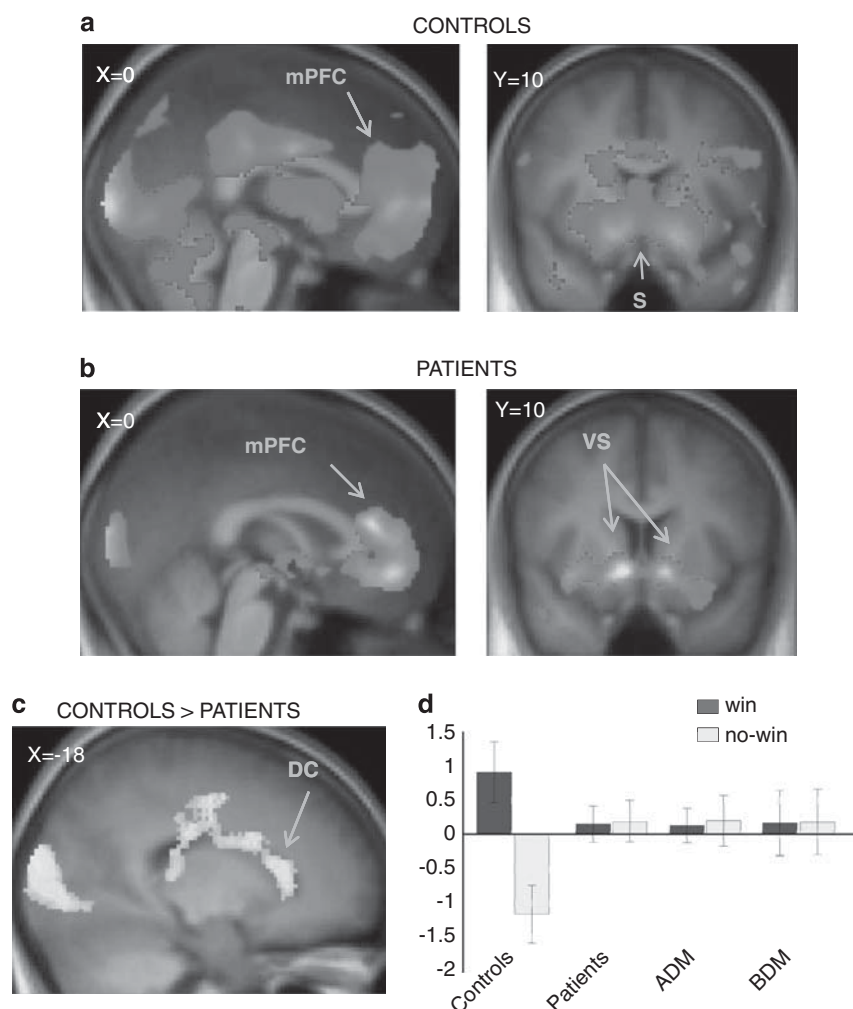 a CONTROLS
X=0
mPFC
Y=10
S
b PATIENTS
X=0
mPFC
Y=10
VS
c CONTROLS > PATIENTS
X=-18
DC
d
win
no-win
1.5
1
0.5
0
-0.5
-1
-1.5
-2
Controls
Patients
ADM
BDM